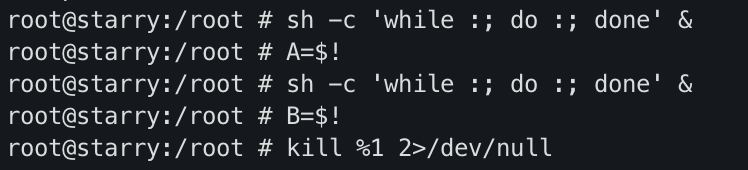 root@starry:/root # sh -c 'while :; do :; done' &
root@starry:/root # A=$!
root@starry:/root # sh -c 'while :; do :; done' &
root@starry:/root # B=$!
root@starry:/root # kill %1 2>/dev/null